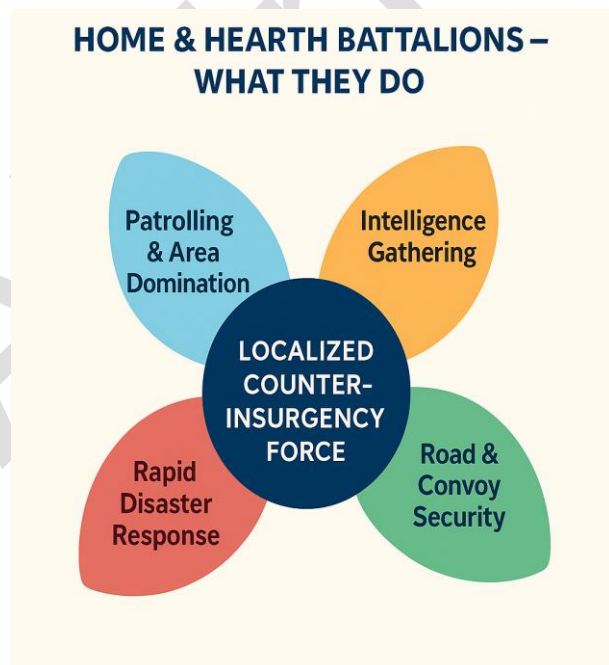 HOME & HEARTH BATTALIONS –
WHAT THEY DO
Patrolling
& Area
Domination
Intelligence
Gathering
LOCALIZED
COUNTER-
INSURGENCY
FORCE
Rapid
Disaster
Response
Road &
Convoy
Security